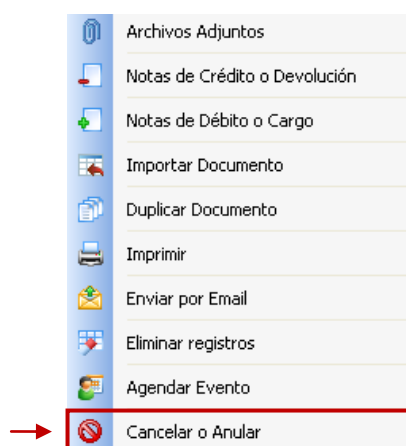 Archivos Adjuntos
Notas de Crédito o Devolución
Notas de Débito o Cargo
Importar Documento
Duplicar Documento
Imprimir
Enviar por Email
Eliminar registros
Agendar Evento
Cancelar o Anular